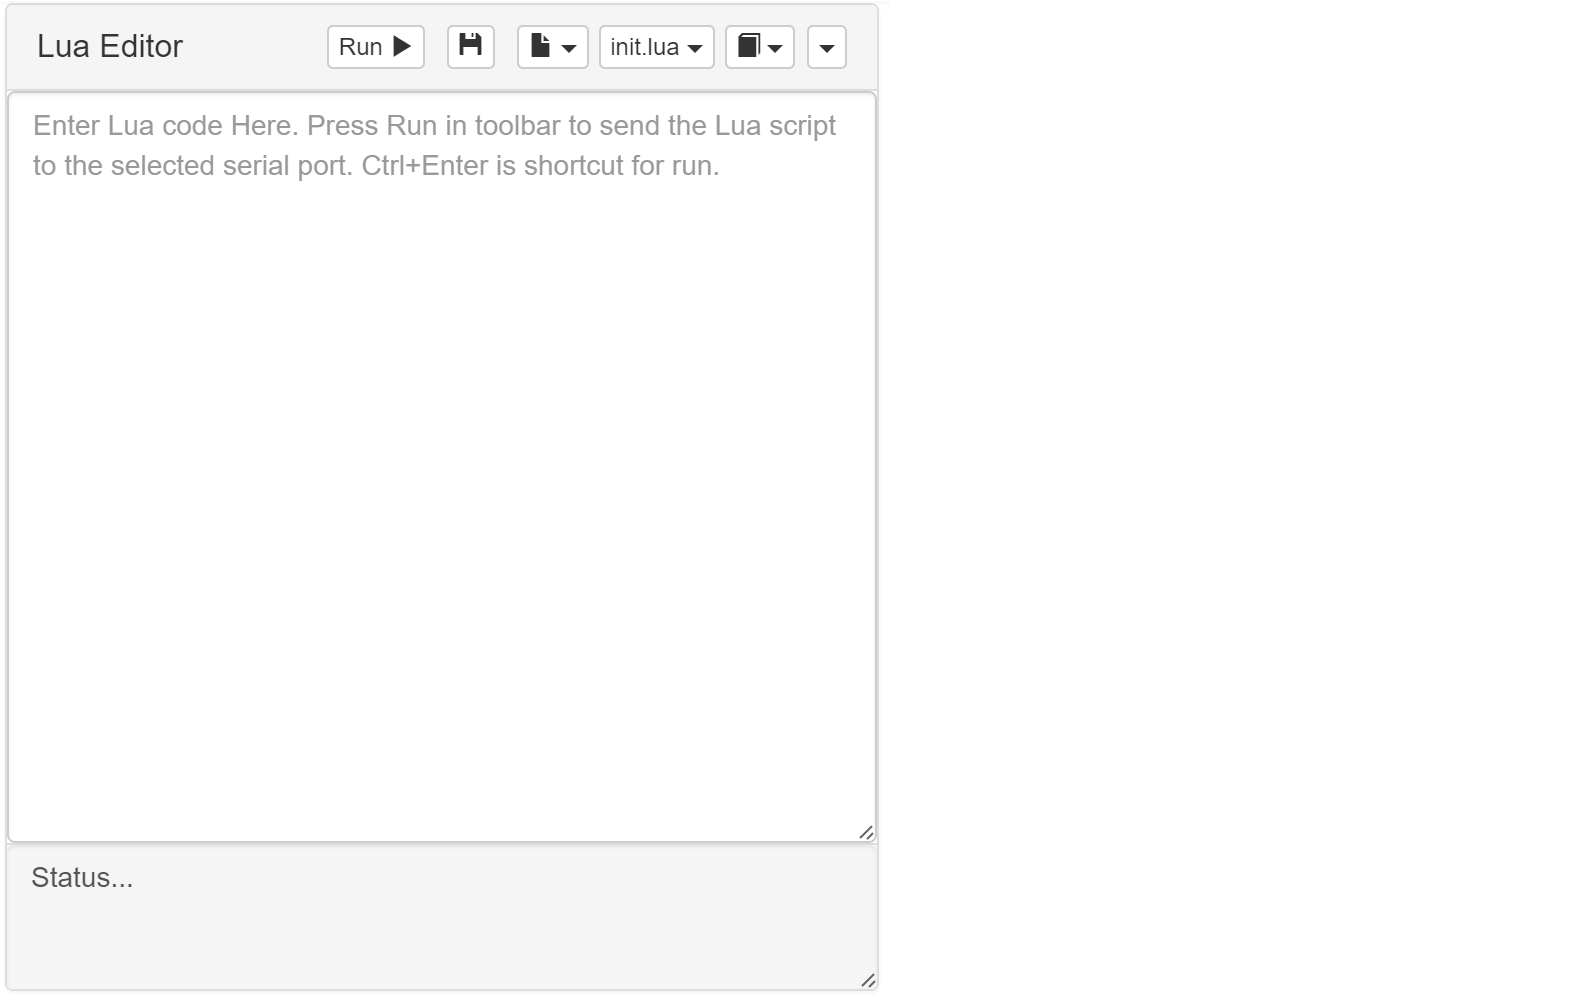 Lua Editor
Run
init.lua
Enter Lua code Here. Press Run in toolbar to send the Lua script
to the selected serial port. Ctrl+Enter is shortcut for run.
Status...